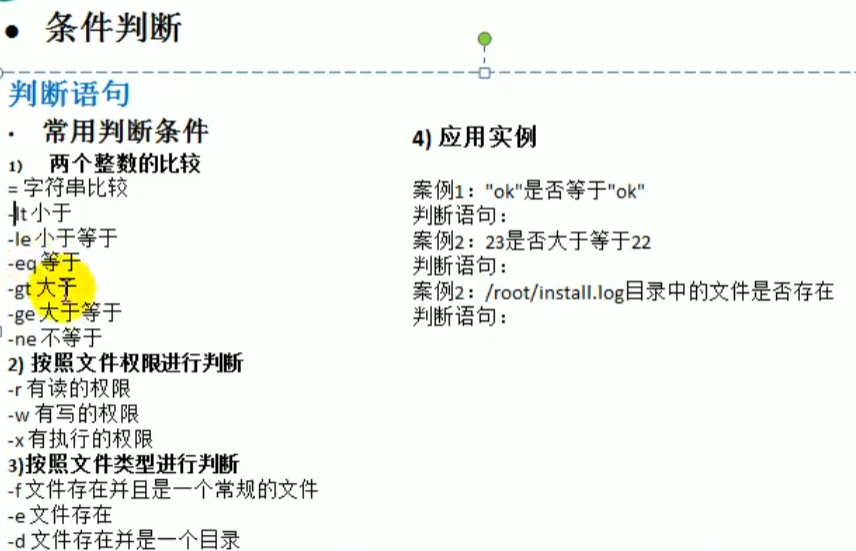 • 条件判断
判断语句
• 常用判断条件
1) 两个整数的比较
= 字符串比较
-lt 小于
-le 小于等于
-eq 等于
-gt 大于
-ge 大于等于
-ne 不等于
2) 按照文件权限进行判断
-r 有读的权限
-w 有写的权限
-x 有执行的权限
3)按照文件类型进行判断
-f 文件存在并且是一个常规的文件
-e 文件存在
-d 文件存在并是一个目录
4) 应用实例
案例1："ok"是否等于"ok"
判断语句：
案例2：23是否大于等于22
判断语句：
案例2：/root/install.log目录中的文件是否存在
判断语句：